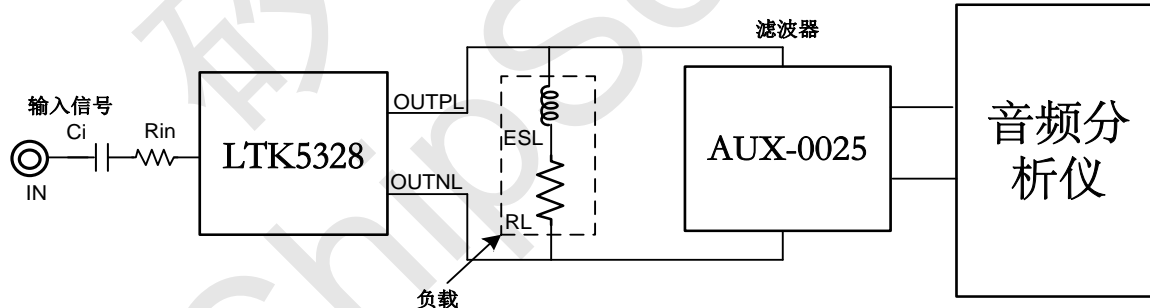 滤波器
输入信号
Ci
Rin
IN
LTK5328
OUTPL
OUTNL
ESL
RL
负载
AUX-0025
音频分
析仪